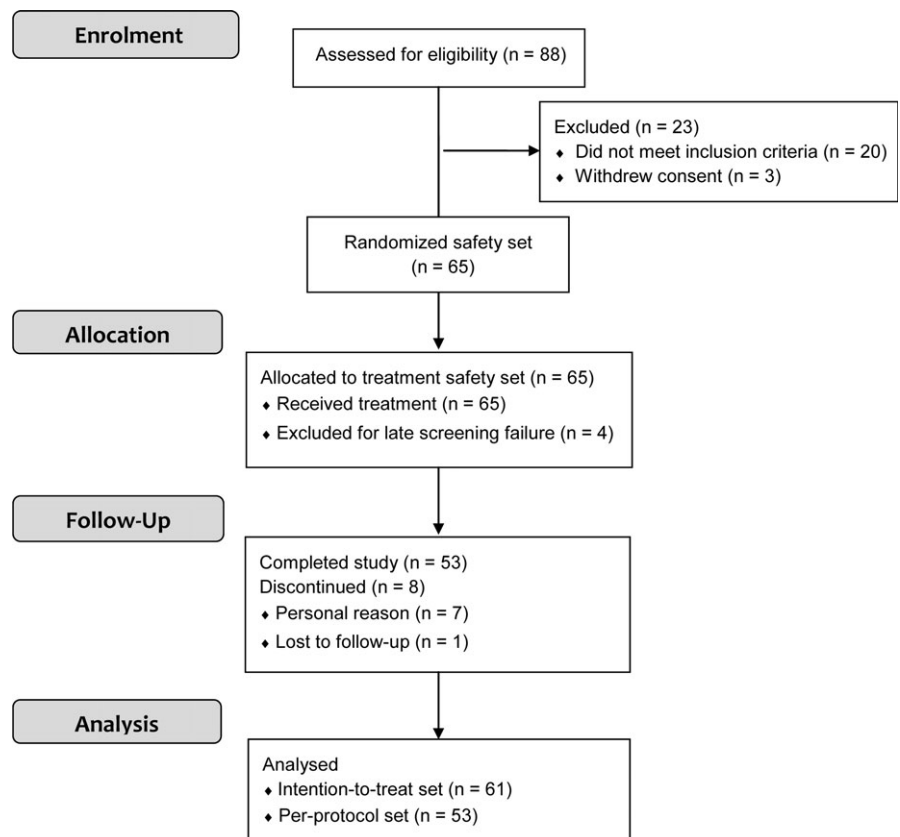 Enrolment
Assessed for eligibility (n = 88)
Excluded (n = 23)
♦ Did not meet inclusion criteria (n = 20)
♦ Withdrew consent (n = 3)
Randomized safety set
(n = 65)
Allocation
Allocated to treatment safety set (n = 65)
♦ Received treatment (n = 65)
♦ Excluded for late screening failure (n = 4)
Follow-Up
Completed study (n = 53)
Discontinued (n = 8)
♦ Personal reason (n = 7)
♦ Lost to follow-up (n = 1)
Analysis
Analysed
♦ Intention-to-treat set (n = 61)
♦ Per-protocol set (n = 53)